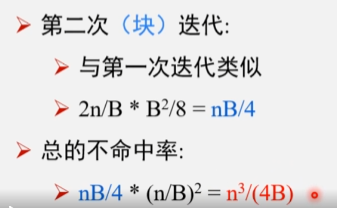 ➤ 第二次（块）迭代:
➤ 与第一次迭代类似
➤ 2n/B * B²/8 = nB/4
➤ 总的不命中率:
➤ nB/4 * (n/B)² = n³/(4B)